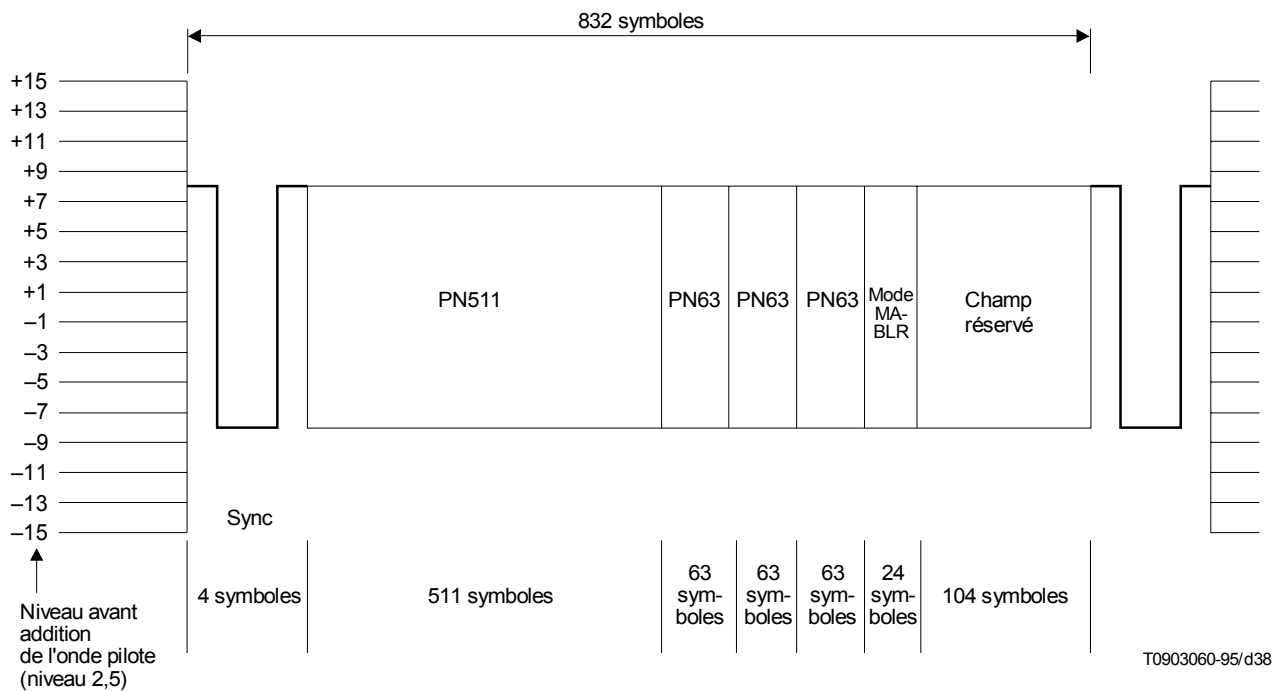 832 symboles
+15
+13
+11
+9
+7
+5
+3
+1
–1
–3
–5
–7
–9
–11
–13
–15
PN511
PN63
PN63
PN63
Mode
MA-
BLR
Champ
réservé
Sync
4 symboles
511 symboles
63
sym-
boles
63
sym-
boles
63
sym-
boles
24
sym-
boles
104 symboles
Niveau avant
addition
de l'onde pilote
(niveau 2,5)
T0903060-95/d38